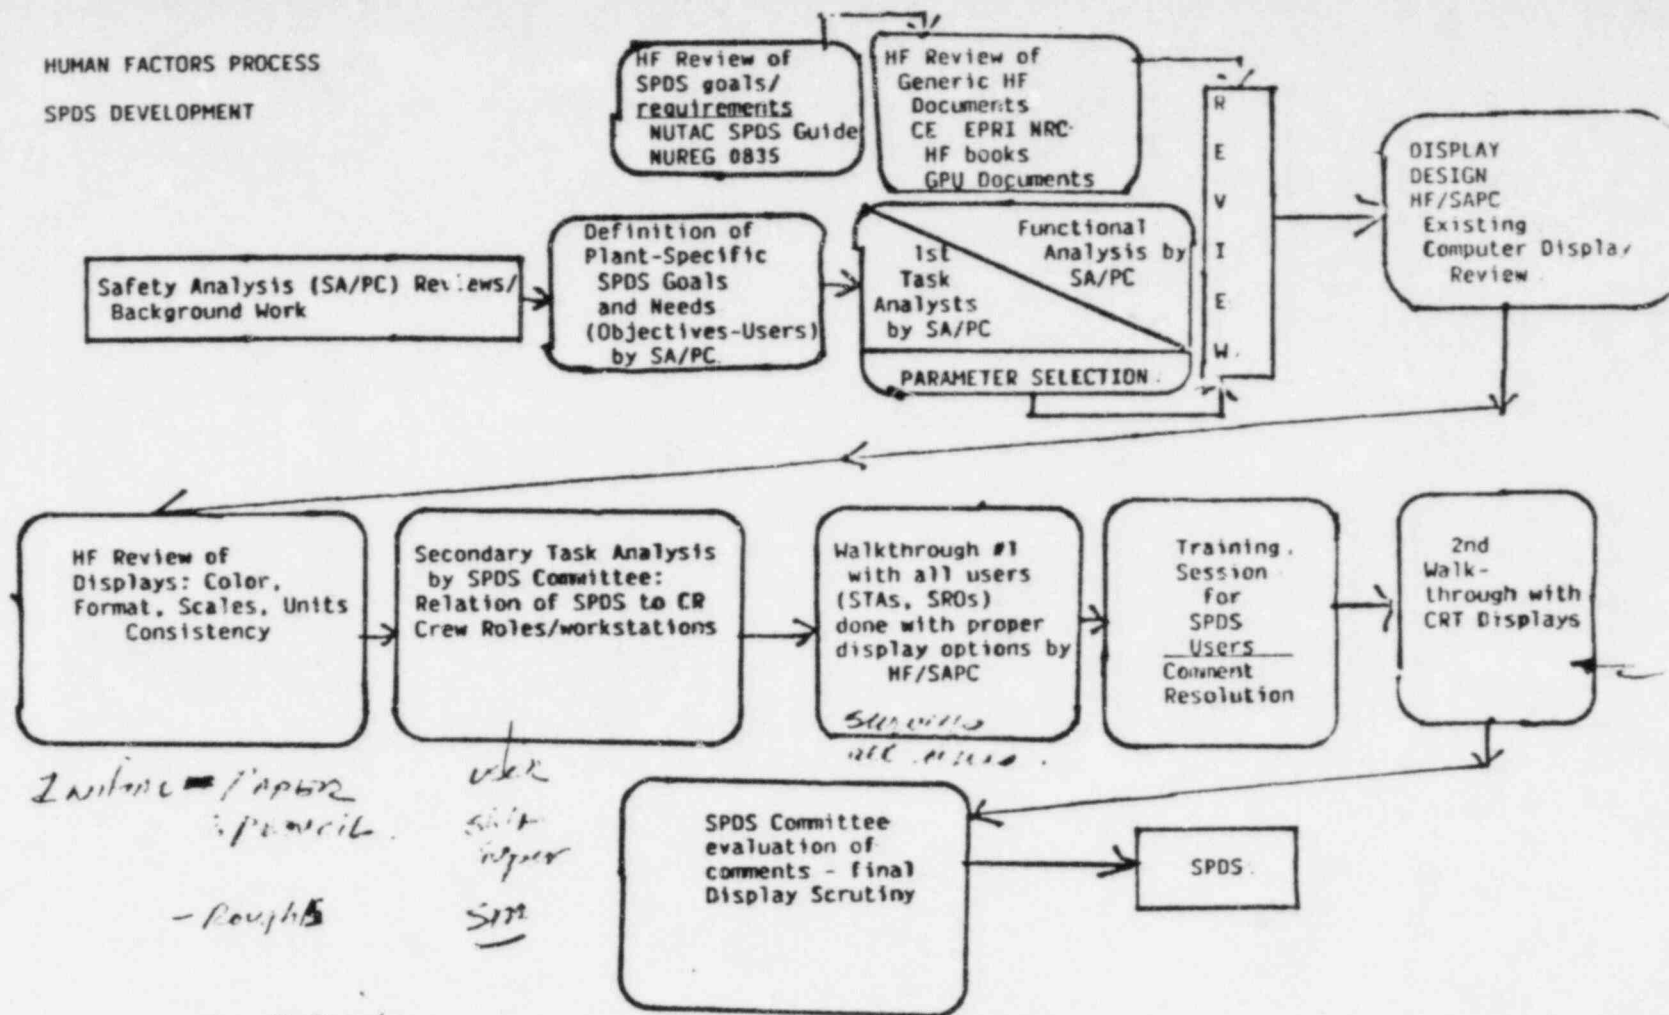 HUMAN FACTORS PROCESS
SPDS DEVELOPMENT
HF Review of
SPDS goals/
requirements
NUTAC SPDS Guide
NUREG 0835
HF Review of
Generic HF
Documents
CE EPRI NRC
HF books
GPU Documents
Safety Analysis (SA/PC) Reviews/
Background Work
Definition of
Plant-Specific
SPDS Goals
and Needs
(Objectives-Users)
by SA/PC
1st
Task
Analysts
by SA/PC
Functional
Analysis by
SA/PC
PARAMETER SELECTION
R
E
V
I
E
W
DISPLAY
DESIGN
HF/SAPC
Existing
Computer Display
Review
HF Review of
Displays: Color,
Format, Scales, Units
Consistency
Secondary Task Analysis
by SPDS Committee:
Relation of SPDS to CR
Crew Roles/workstations
Walkthrough #1
with all users
(STAs, SROs)
done with proper
display options by
HF/SAPC
Training
Session
for
SPDS
Users
Comment
Resolution
2nd
Walk-
through with
CRT Displays
Initial = Paper
Pencil
- Rough
user
SPDS Committee
evaluation of
comments - final
Display Scrutiny
SPDS